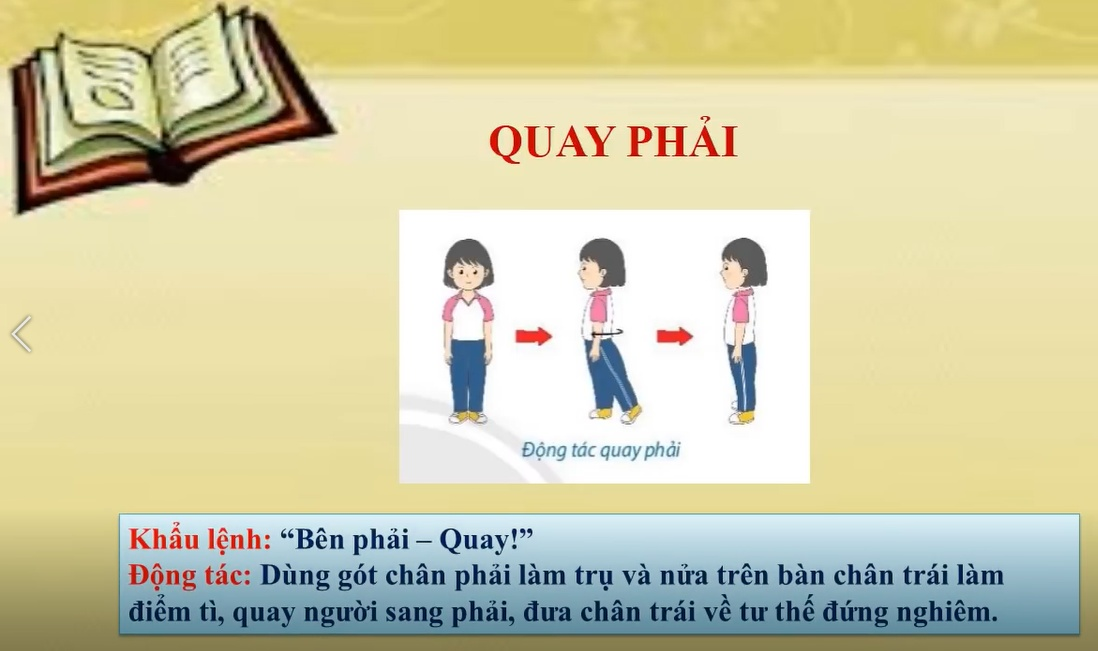 QUAY PHẢI
Động tác quay phải
Khẩu lệnh: “Bên phải – Quay!”
Động tác: Dùng gót chân phải làm trụ và nửa trên bàn chân trái làm
điểm tì, quay người sang phải, đưa chân trái về tư thế đứng nghiêm.